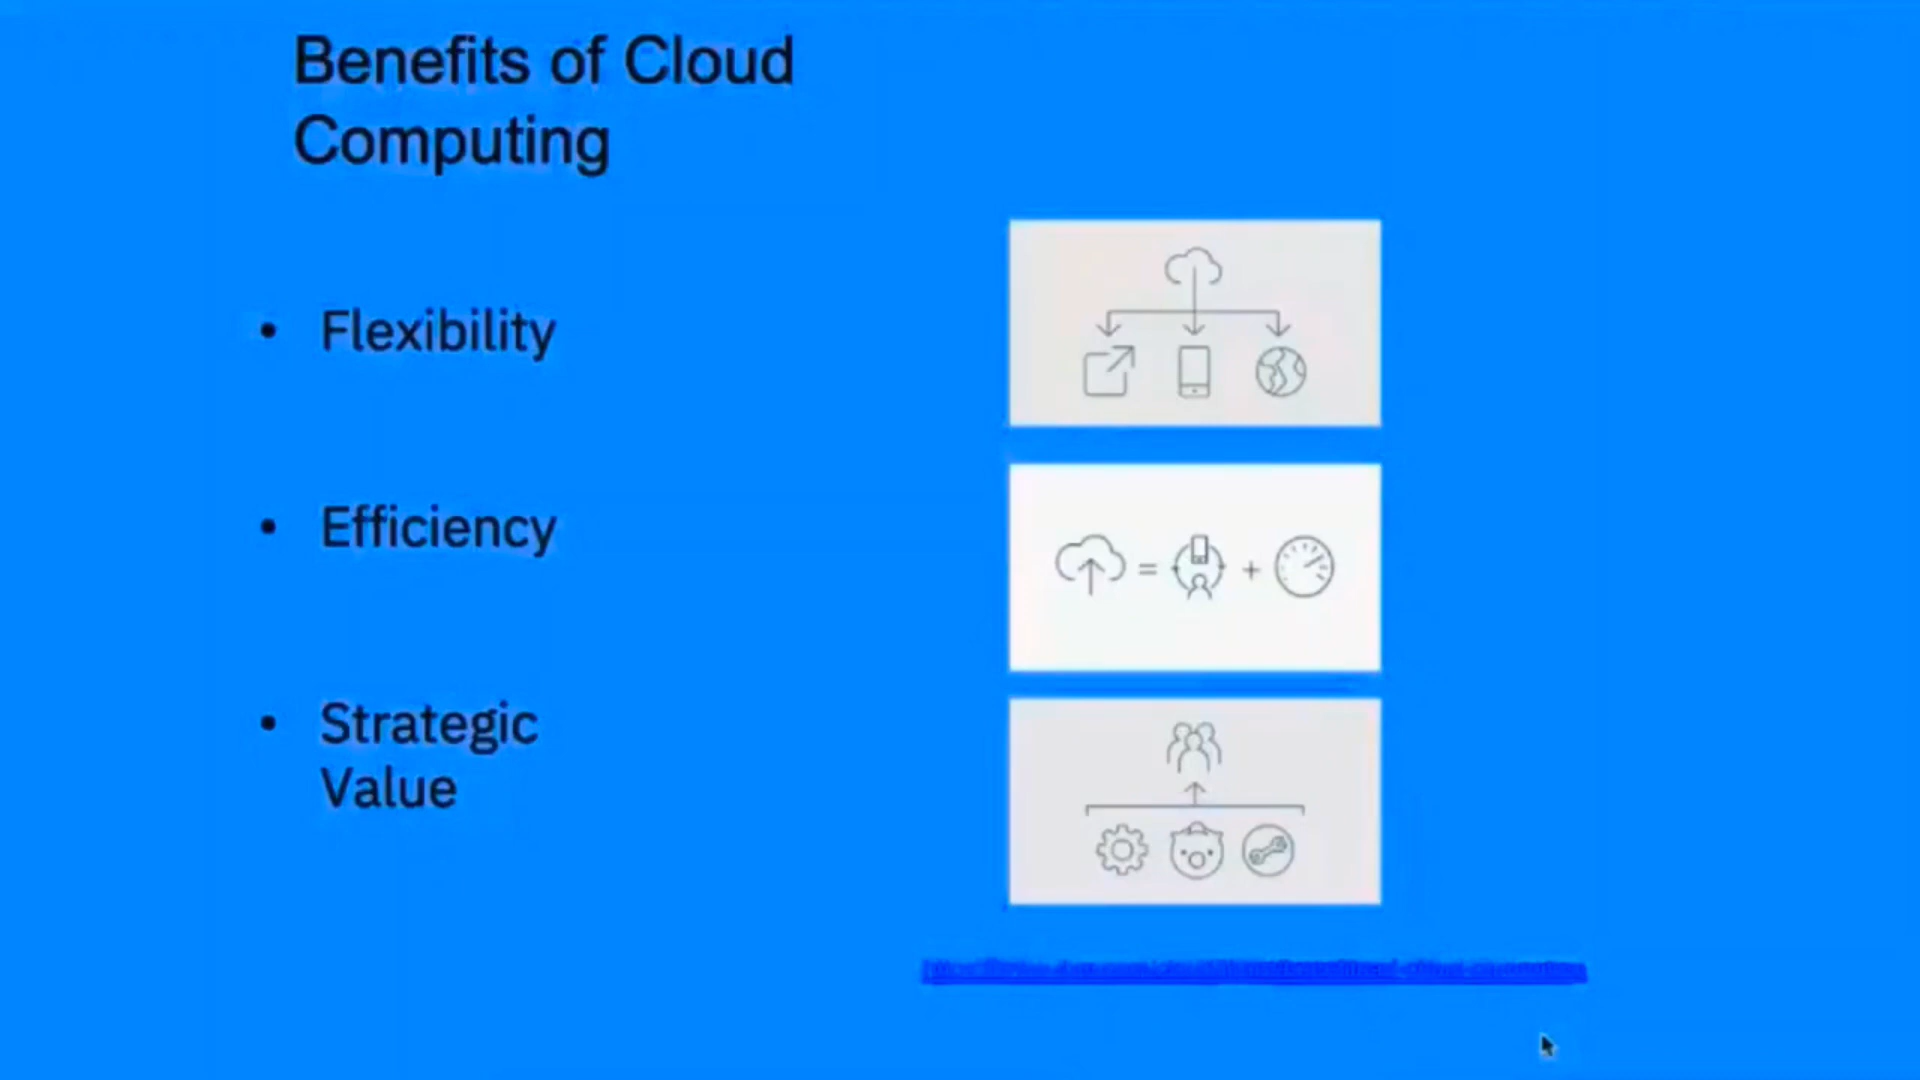 Benefits of Cloud
Computing
• Flexibility
• Efficiency
• Strategic
Value
= +